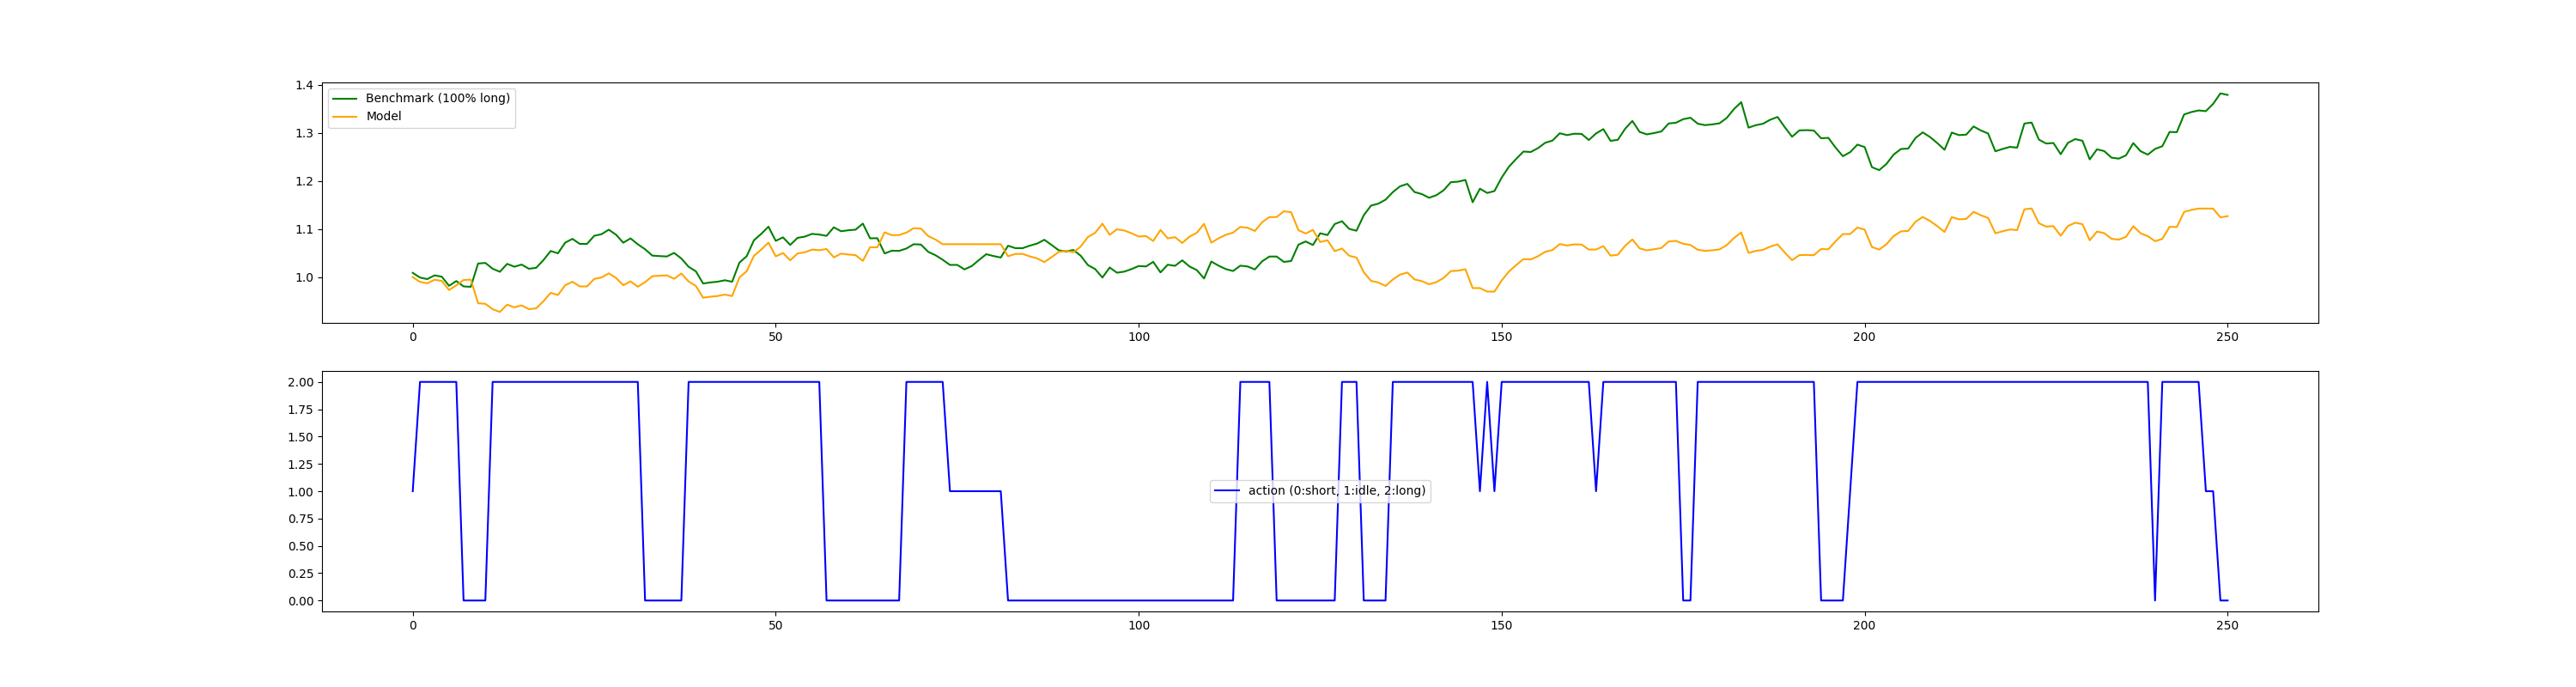 1.4
1.3
1.2
1.1
1.0
Benchmark (100% long)
Model
0 50 100 150 200 250
2.00
1.75
1.50
1.25
1.00
0.75
0.50
0.25
0.00
action (0:short, 1:idle, 2:long)
0 50 100 150 200 250